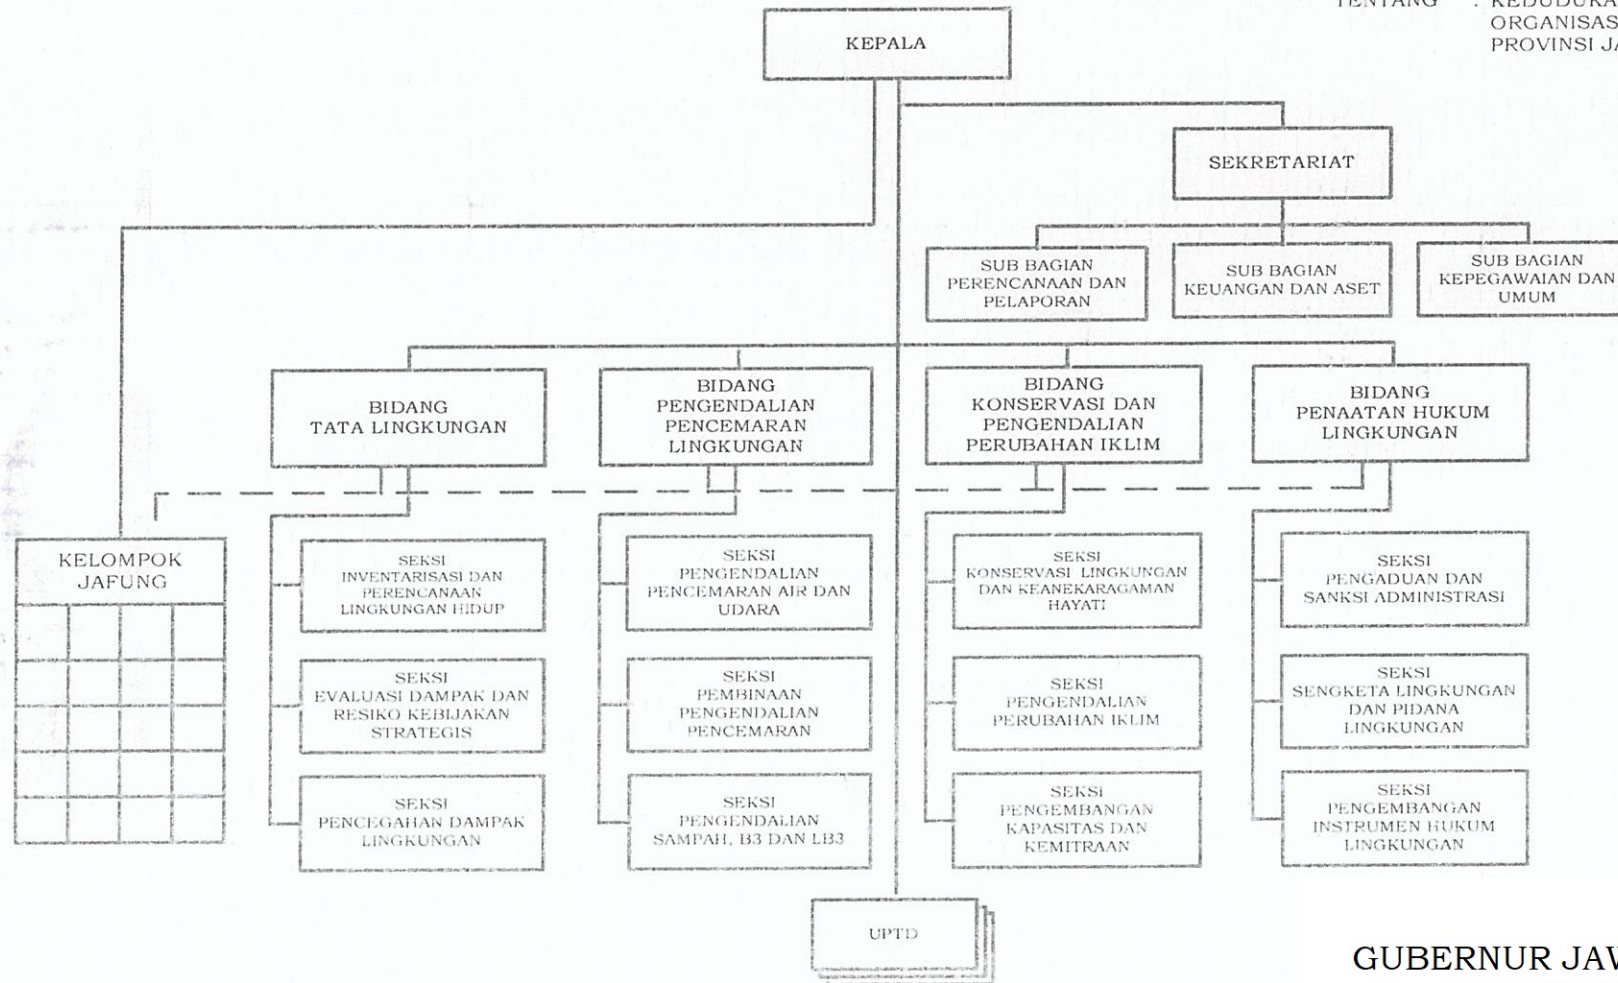 TENTANG : KEDUDUKA
ORGANISAS
PROVINSI JA
KEPALA
SEKRETARIAT
SUB BAGIAN
PERENCANAAN DAN
PELAPORAN
SUB BAGIAN
KEUANGAN DAN ASET
SUB BAGIAN
KEPEGAWAIAN DAN
UMUM
BIDANG
TATA LINGKUNGAN
BIDANG
PENGENDALIAN
PENCEMARAN
LINGKUNGAN
BIDANG
KONSERVASI DAN
PENGENDALIAN
PERUBAHAN IKLIM
BIDANG
PENAATAN HUKUM
LINGKUNGAN
KELOMPOK
JAFUNG
SEKSI
INVENTARISASI DAN
PERENCANAAN
LINGKUNGAN HIDUP
SEKSI
EVALUASI DAMPAK DAN
RESIKO KEBIJAKAN
STRATEGIS
SEKSI
PENCEGAHAN DAMPAK
LINGKUNGAN
SEKSI
PENGENDALIAN
PENCEMARAN AIR DAN
UDARA
SEKSI
PEMBINAAN
PENGENDALIAN
PENCEMARAN
SEKSI
PENGENDALIAN
SAMPAH, B3 DAN LB3
SEKSI
KONSERVASI LINGKUNGAN
DAN KEANEKARAGAMAN
HAYATI
SEKSI
PENGENDALIAN
PERUBAHAN IKLIM
SEKSI
PENGEMBANGAN
KAPASITAS DAN
KEMITRAAN
SEKSI
PENGADUAN DAN
SANKSI ADMINISTRASI
SEKSI
SENGKETA LINGKUNGAN
DAN PIDANA
LINGKUNGAN
SEKSI
PENGEMBANGAN
INSTRUMEN HUKUM
LINGKUNGAN
UPTD
GUBERNUR JAW